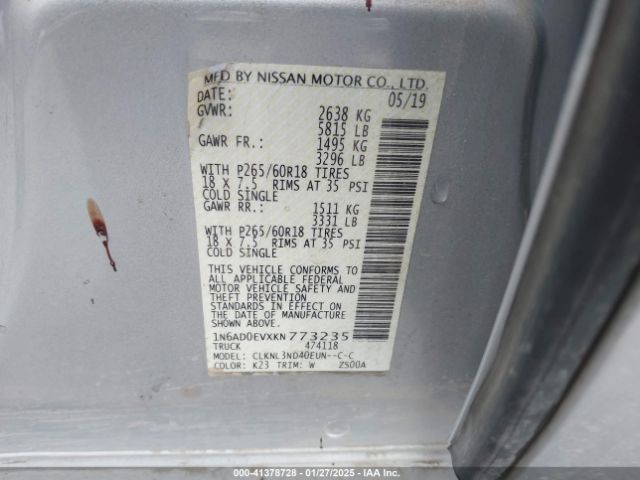 MFD BY NISSAN MOTOR CO., LTD.
DATE: 05/19
GVWR: 2638 KG
5815 LB
GAWR FR.: 1495 KG
3296 LB
WITH P265/60R18 TIRES
18 X 7.5 RIMS AT 35 PSI
COLD SINGLE
GAWR RR.: 1511 KG
3331 LB
WITH P265/60R18 TIRES
18 X 7.5 RIMS AT 35 PSI
COLD SINGLE
THIS VEHICLE CONFORMS TO
ALL APPLICABLE FEDERAL
MOTOR VEHICLE SAFETY AND
THEFT PREVENTION
STANDARDS IN EFFECT ON
THE DATE OF MANUFACTURE
SHOWN ABOVE.
1N6AD0EVXKN773235
TRUCK 474118
MODEL: CLKNL3ND40EUN--C-C
COLOR: K23 TRIM: W Z500A
000-41378728 - 01/27/2025 - IAA Inc.